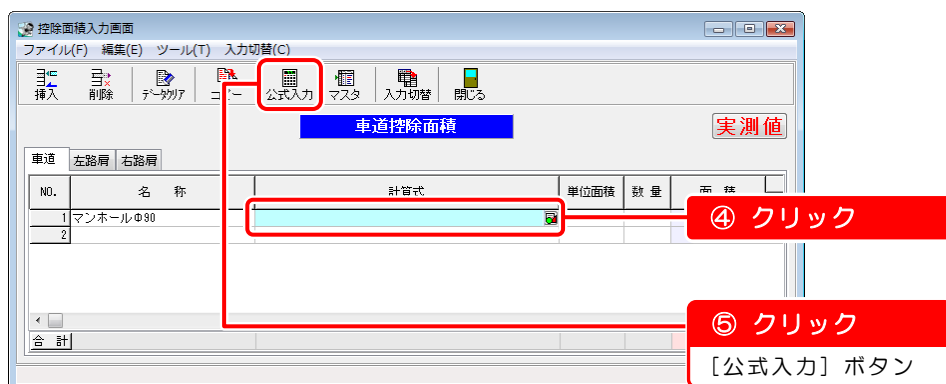 控除面積入力画面
ファイル(F) 編集(E) ツール(T) 入力切替(C)
挿入 削除 データクリア コピー 公式入力 マスタ 入力切替 閉じる
車道控除面積 実測値
車道 左路肩 右路肩
NO. 名 称 計算式 単位面積 数 量 面 積
1 マンホールΦ90
2
④ クリック
合 計
⑤ クリック
［公式入力］ボタン